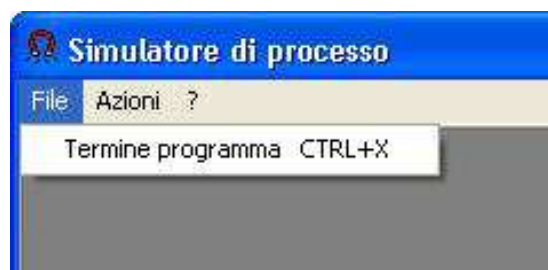 Simulatore di processo
File Azioni ?
Termine programma CTRL+X